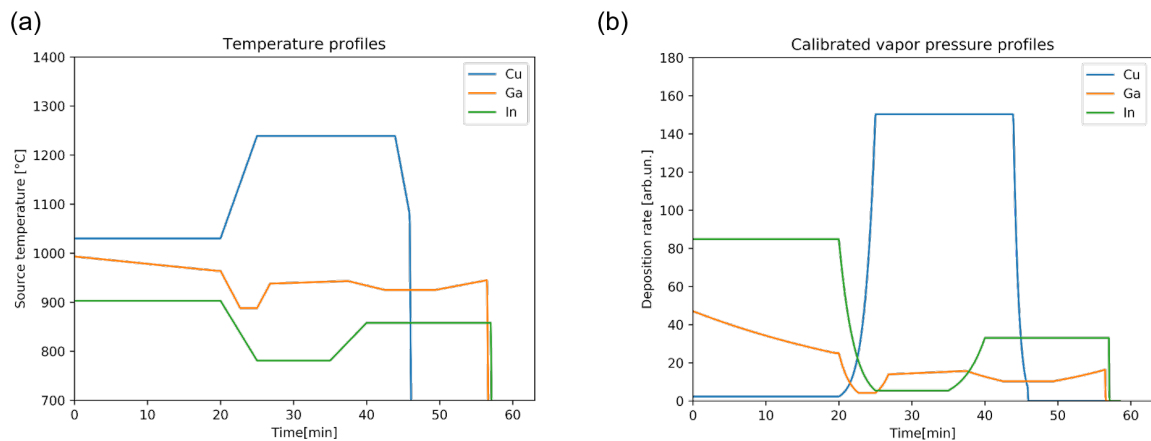 (a)
Temperature profiles
1400
1300
1200
1100
1000
900
800
700
Source temperature [°C]
Cu
Ga
In
0 10 20 30 40 50 60
Time[min]
(b)
Calibrated vapor pressure profiles
180
160
140
120
100
80
60
40
20
0
Deposition rate [arb.un.]
Cu
Ga
In
0 10 20 30 40 50 60
Time[min]